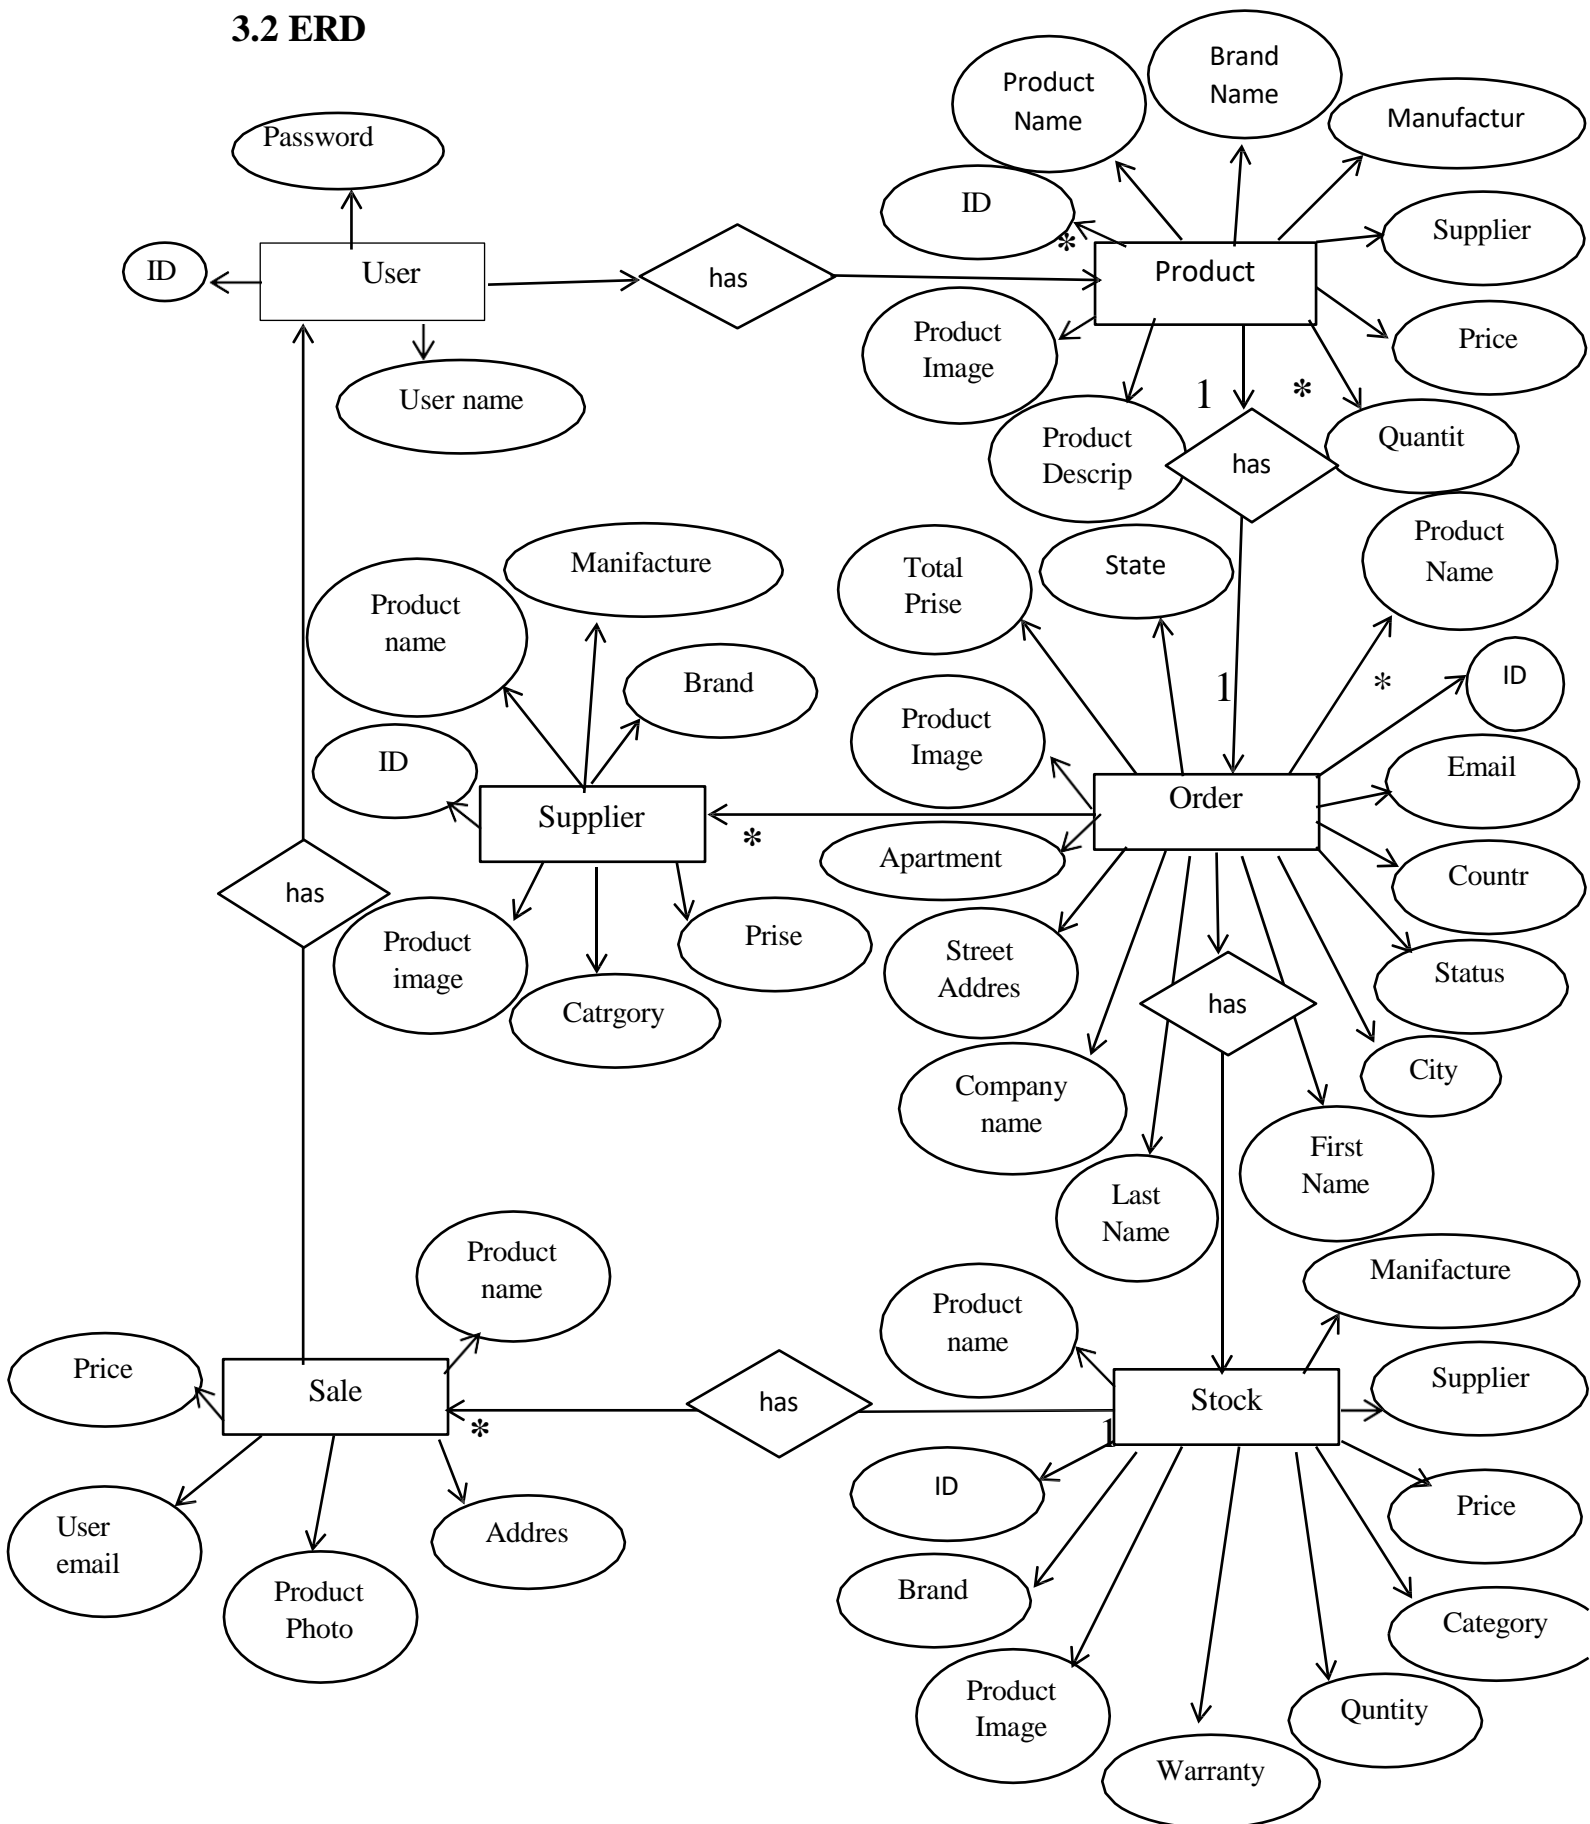 3.2 ERD
Brand
Name
Product
Name
Manufactur
Password
ID
Supplier
*
ID
User
has
Product
Product
Image
Price
User name
1
*
Product
Descrip
has
Quantit
Product
Name
Manifacture
Total
Prise
State
Product
name
Brand
1
*
ID
Product
Image
ID
Email
Supplier
Order
*
Apartment
Countr
has
Product
image
Prise
Street
Addres
Status
Catrgory
has
City
Company
name
First
Name
Last
Name
Product
name
Manifacture
Product
name
Price
Sale
has
Stock
Supplier
*
1
ID
Price
User
email
Addres
Product
Photo
Brand
Category
Product
Image
Quntity
Warranty